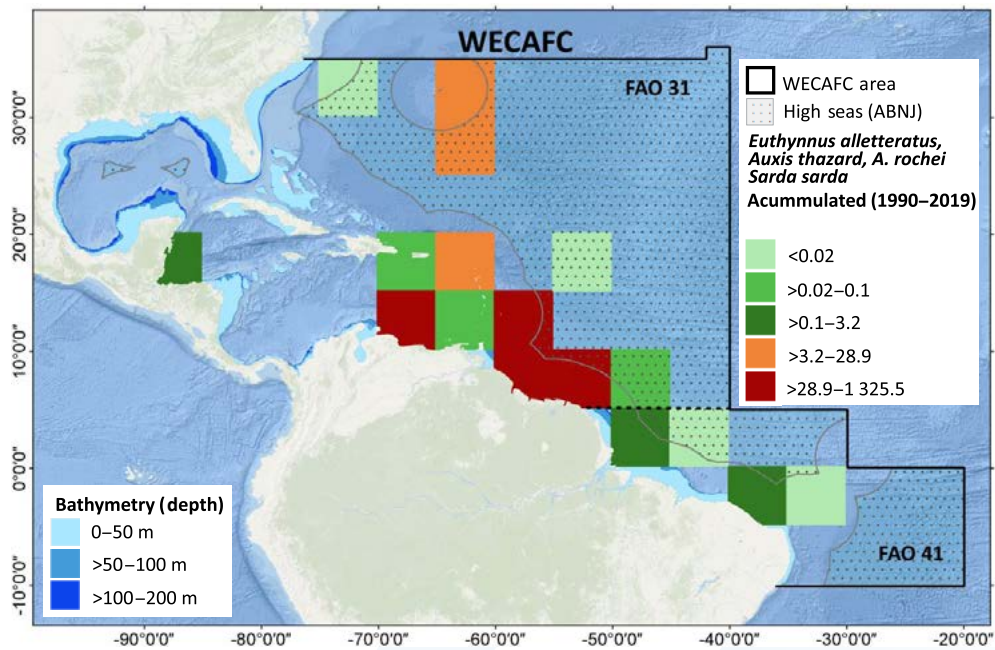 WECAFC
FAO 31
WECAFC area
High seas (ABNJ)
Euthynnus alletteratus,
Auxis thazard, A. rochei
Sarda sarda
Acummulated (1990–2019)
<0.02
>0.02–0.1
>0.1–3.2
>3.2–28.9
>28.9–1 325.5
30°0'0"
20°0'0"
10°0'0"
0°0'0"
-10°0'0"
Bathymetry (depth)
0–50 m
>50–100 m
>100–200 m
FAO 41
-90°0'0"
-80°0'0"
-70°0'0"
-60°0'0"
-50°0'0"
-40°0'0"
-30°0'0"
-20°0'0"